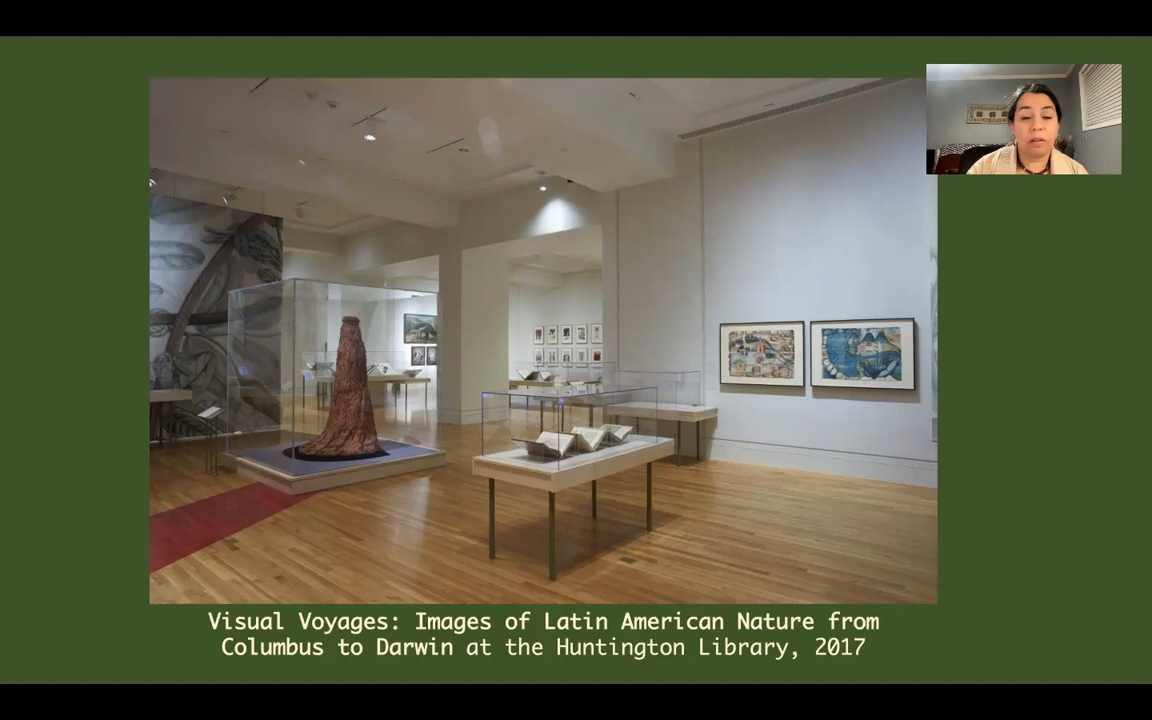 Visual Voyages: Images of Latin American Nature from
Columbus to Darwin at the Huntington Library, 2017